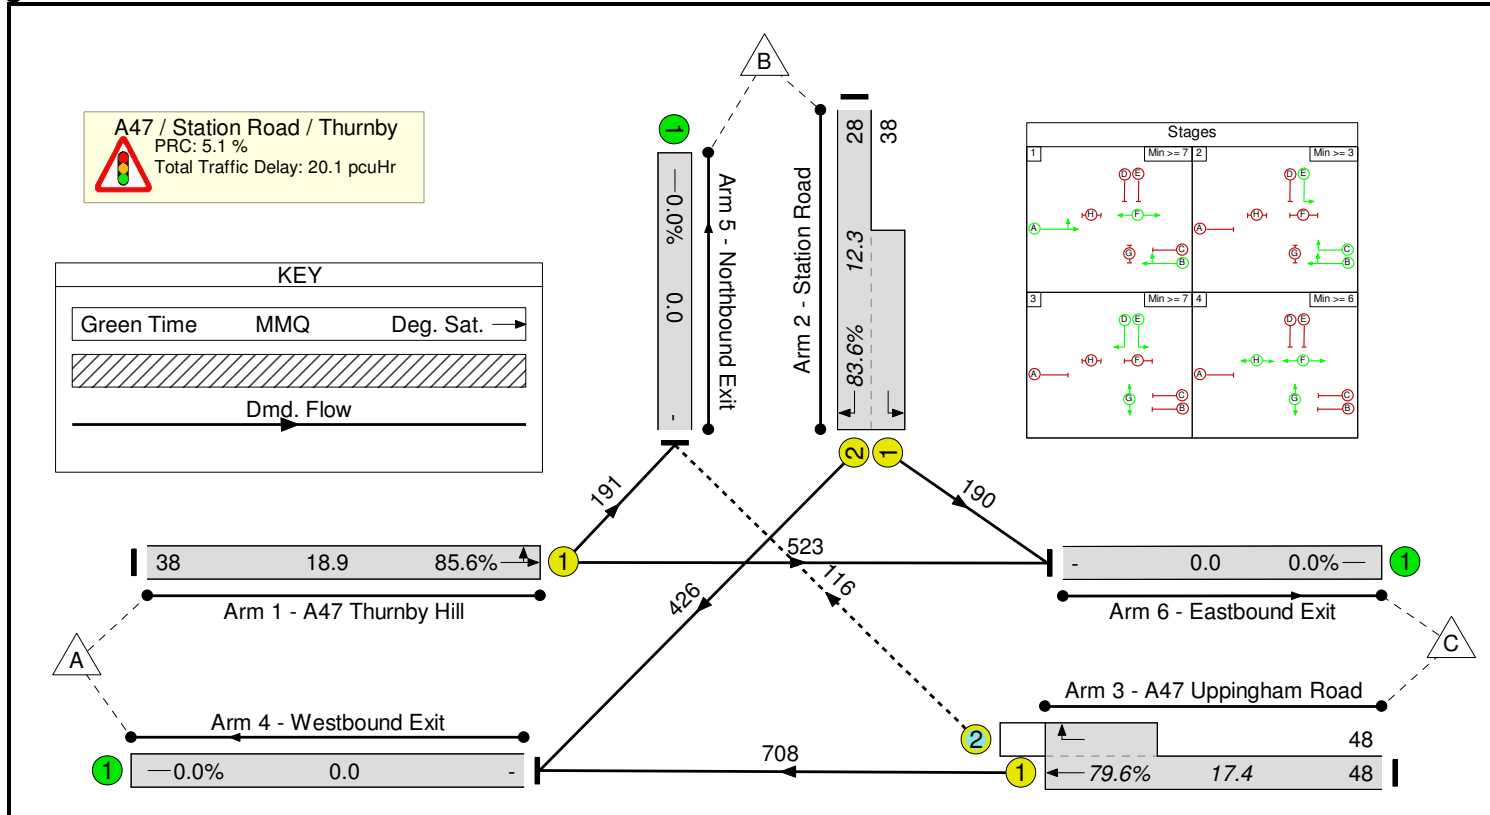 B
A47 / Station Road / Thurnby
PRC: 5.1 %
Total Traffic Delay: 20.1 pcuHr
KEY
Green Time MMQ Deg. Sat.
Dmd. Flow
1
0.0%
0.0
-
Arm 5 - Northbound Exit
Arm 2 - Station Road
28
38
12.3
83.6%
2
1
Stages
1 Min >= 7
D E
H F
A
G C
B
2 Min >= 3
D E
H F
A
G C
B
3 Min >= 7
D E
H F
A
G C
B
4 Min >= 6
D E
H F
A
G C
B
191
190
523
116
426
708
38 18.9 85.6%
1
Arm 1 - A47 Thurnby Hill
- 0.0 0.0%
1
Arm 6 - Eastbound Exit
A
C
Arm 4 - Westbound Exit
1
0.0% 0.0 -
Arm 3 - A47 Uppingham Road
2
48
1
79.6% 17.4 48